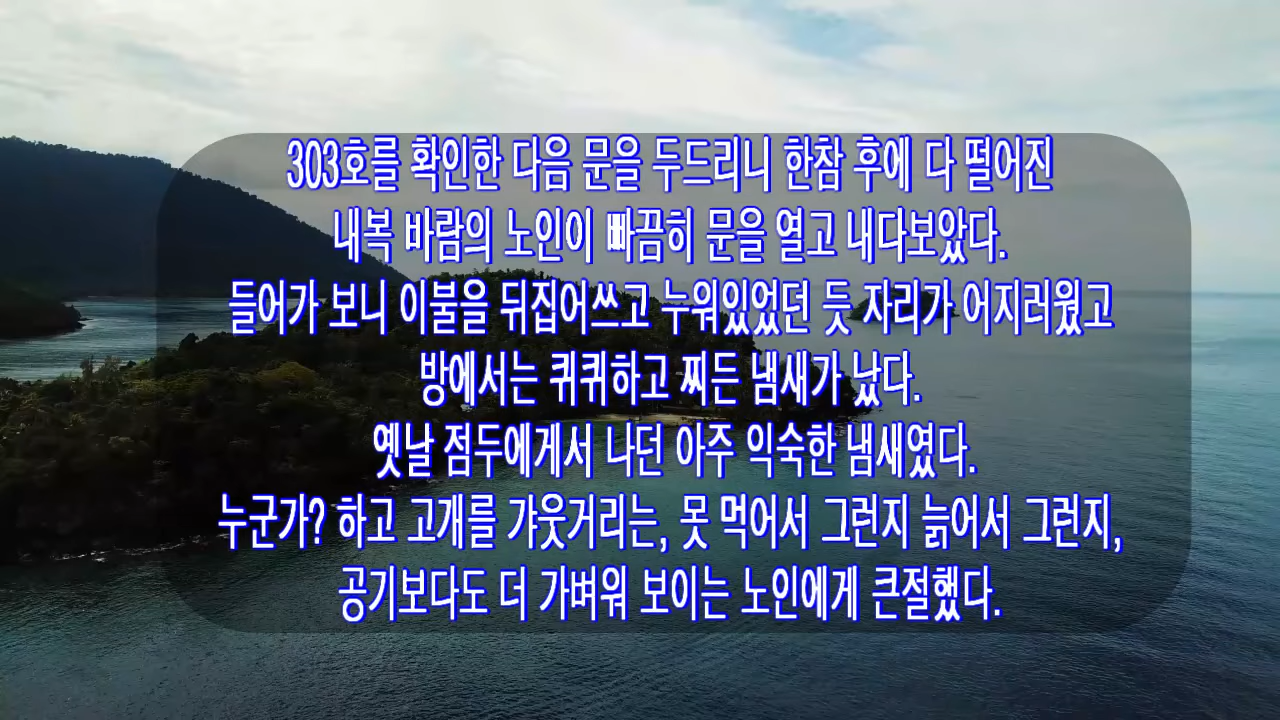 303호를 확인한 다음 문을 두드리니 한참 후에 다 떨어진
내복 바람의 노인이 빠끔히 문을 열고 내다보았다.
들어가 보니 이불을 뒤집어쓰고 누워있었던 듯 자리가 어지러웠고
방에서는 퀴퀴하고 찌든 냄새가 났다.
옛날 점두에게서 나던 아주 익숙한 냄새였다.
누군가? 하고 고개를 갸웃거리는, 못 먹어서 그런지 늙어서 그런지,
공기보다도 더 가벼워 보이는 노인에게 큰절했다.